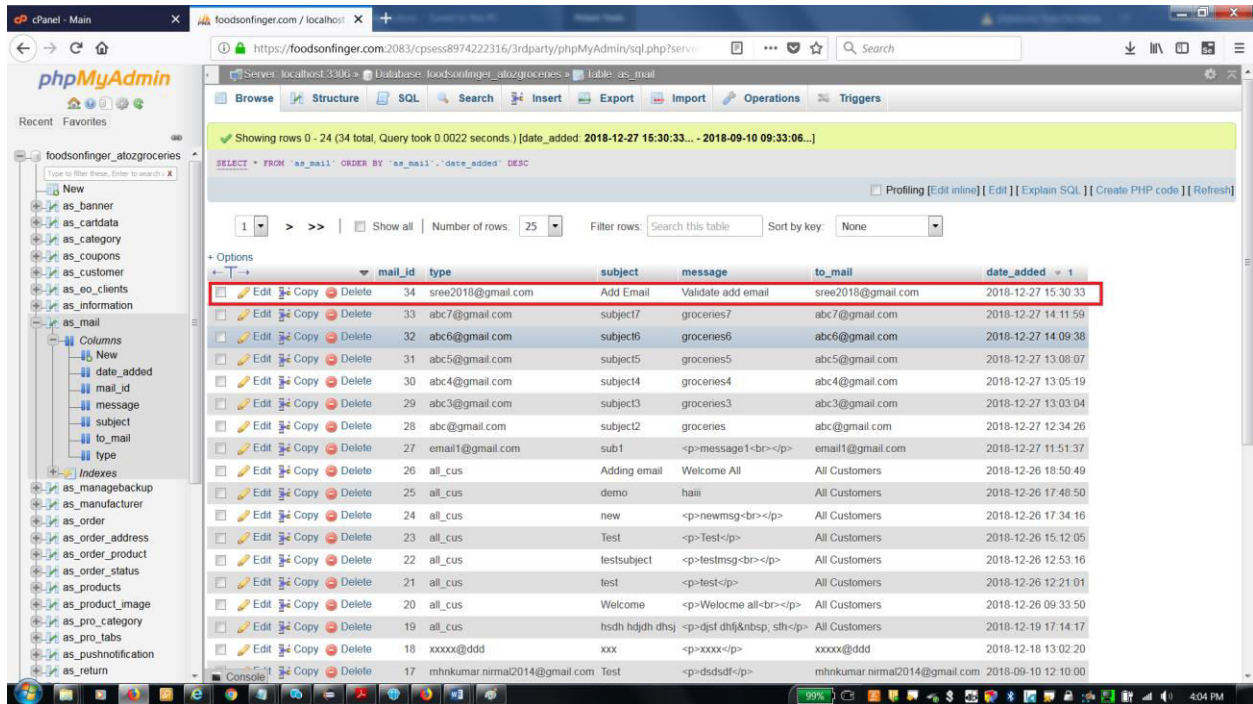 cPanel - Main
foodsonfinger.com / localhost
https://foodsonfinger.com:2083/cpsess8974222316/3rdparty/phpMyAdmin/sql.php?serve
Search
phpMyAdmin
Recent Favorites
foodsonfinger_atozgroceries
Type to filter these, Enter to search X
New
as_banner
as_cartdata
as_category
as_coupons
as_customer
as_eo_clients
as_information
as_mail
Columns
New
date_added
mail_id
message
subject
to_mail
type
Indexes
as_managebackup
as_manufacturer
as_order
as_order_address
as_order_product
as_order_status
as_products
as_product_image
as_pro_category
as_pro_tabs
as_pushnotification
as_return
Server: localhost:3306 » Database: foodsonfinger_atozgroceries » Table: as_mail
Browse Structure SQL Search Insert Export Import Operations Triggers
Showing rows 0 - 24 (34 total, Query took 0.0022 seconds.) [date_added: 2018-12-27 15:30:33... - 2018-09-10 09:33:06...]
SELECT * FROM `as_mail` ORDER BY `as_mail`.`date_added` DESC
Profiling [Edit inline] [ Edit ] [ Explain SQL ] [ Create PHP code ] [ Refresh]
1 > >> Show all Number of rows: 25 Filter rows: Search this table Sort by key: None
+ Options
mail_id type subject message to_mail date_added 1
Edit Copy Delete 34 sree2018@gmail.com Add Email Validate add email sree2018@gmail.com 2018-12-27 15:30:33
Edit Copy Delete 33 abc7@gmail.com subject7 groceries7 abc7@gmail.com 2018-12-27 14:11:59
Edit Copy Delete 32 abc6@gmail.com subject6 groceries6 abc6@gmail.com 2018-12-27 14:09:38
Edit Copy Delete 31 abc5@gmail.com subject5 groceries5 abc5@gmail.com 2018-12-27 13:08:07
Edit Copy Delete 30 abc4@gmail.com subject4 groceries4 abc4@gmail.com 2018-12-27 13:05:19
Edit Copy Delete 29 abc3@gmail.com subject3 groceries3 abc3@gmail.com 2018-12-27 13:03:04
Edit Copy Delete 28 abc@gmail.com subject2 groceries abc@gmail.com 2018-12-27 12:34:26
Edit Copy Delete 27 email1@gmail.com sub1 <p>message1<br></p> email1@gmail.com 2018-12-27 11:51:37
Edit Copy Delete 26 all_cus Adding email Welcome All All Customers 2018-12-26 18:50:49
Edit Copy Delete 25 all_cus demo haiii All Customers 2018-12-26 17:48:50
Edit Copy Delete 24 all_cus new <p>newmsg<br></p> All Customers 2018-12-26 17:34:16
Edit Copy Delete 23 all_cus Test <p>Test</p> All Customers 2018-12-26 15:12:05
Edit Copy Delete 22 all_cus testsubject <p>testmsg<br></p> All Customers 2018-12-26 12:53:16
Edit Copy Delete 21 all_cus test <p>test</p> All Customers 2018-12-26 12:21:01
Edit Copy Delete 20 all_cus Welcome <p>Welocme all<br></p> All Customers 2018-12-26 09:33:50
Edit Copy Delete 19 all_cus hsdh hdjdh dhsj <p>djsf dhfj&nbsp; sfh</p> All Customers 2018-12-19 17:14:17
Edit Copy Delete 18 xxxxx@ddd xxx <p>xxxx</p> xxxxx@ddd 2018-12-18 13:02:20
Console Copy Delete 17 mhnkumar.nirmal2014@gmail.com Test <p>dsdsdf</p> mhnkumar.nirmal2014@gmail.com 2018-09-10 12:10:00
99% 4:04 PM